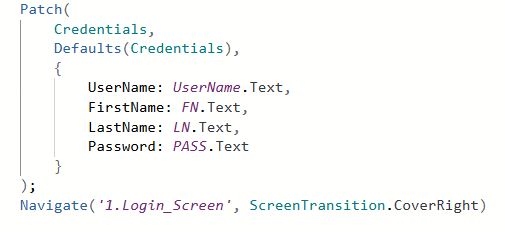 Patch(
Credentials,
Defaults(Credentials),
{
UserName: UserName.Text,
FirstName: FN.Text,
LastName: LN.Text,
Password: PASS.Text
}
);
Navigate('1.Login_Screen', ScreenTransition.CoverRight)